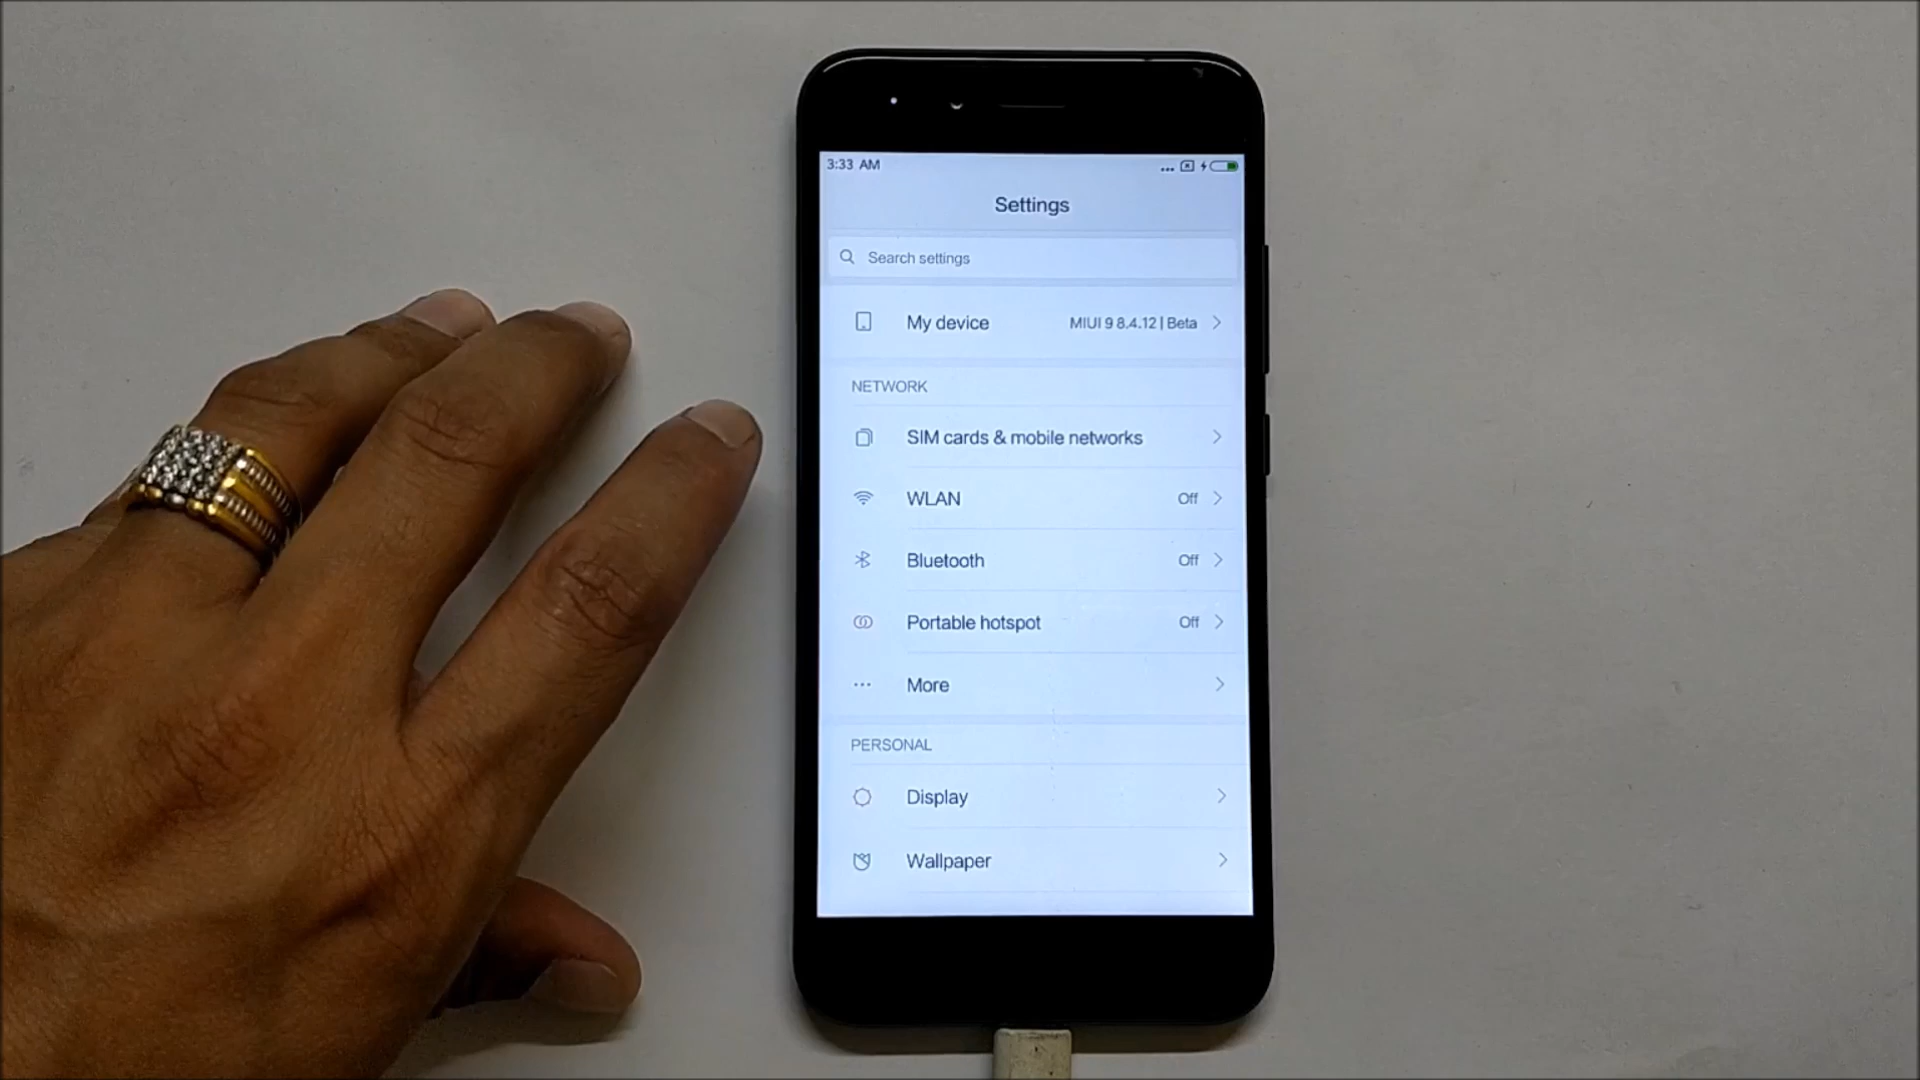 3:33 AM
Settings
Search settings
My device MIUI 9 8.4.12 | Beta
NETWORK
SIM cards & mobile networks
WLAN Off
Bluetooth Off
Portable hotspot Off
More
PERSONAL
Display
Wallpaper